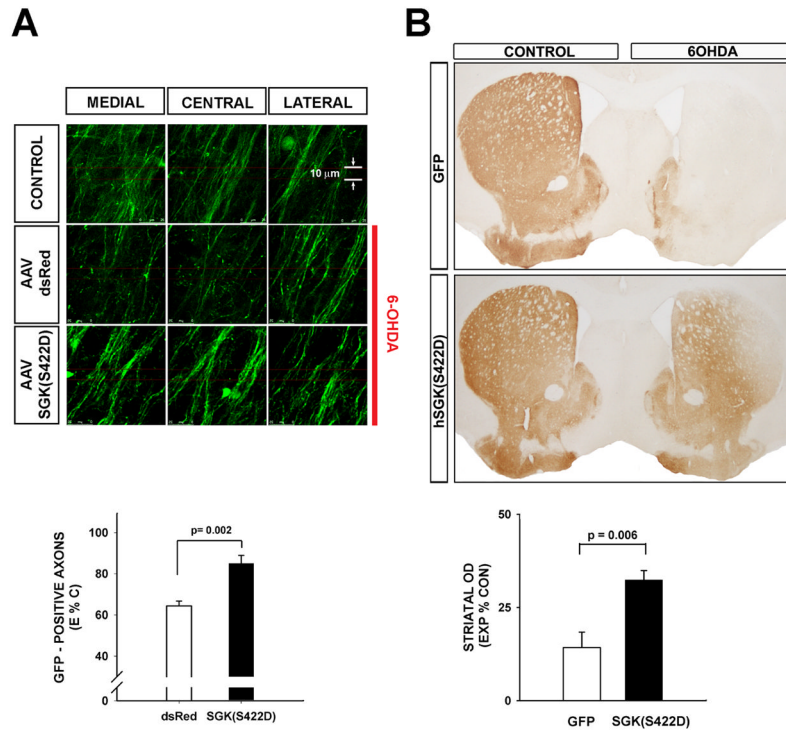 A
MEDIAL
CENTRAL
LATERAL
CONTROL
10 µm
AAV
dsRed
AAV
SGK(S422D)
6-OHDA
100
80
60
40
0
GFP - POSITIVE AXONS
(E % C)
p= 0.002
dsRed
SGK(S422D)
B
CONTROL
6OHDA
GFP
hSGK(S422D)
50
25
0
STRIATAL OD
(EXP % CON)
p = 0.006
GFP
SGK(S422D)